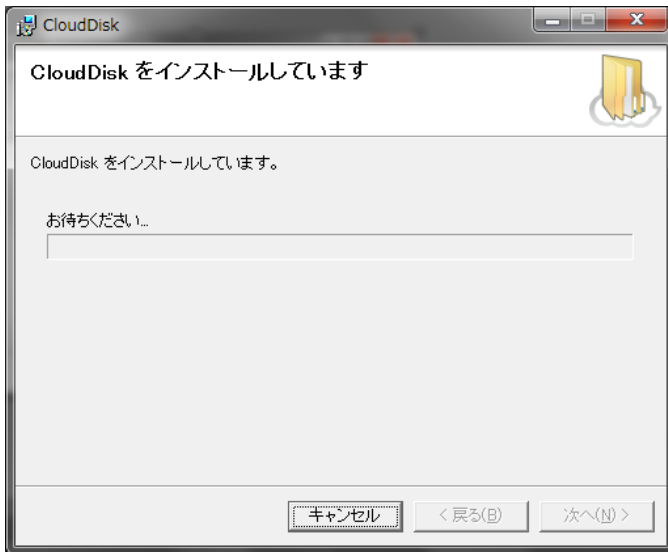 CloudDisk
CloudDisk をインストールしています
CloudDisk をインストールしています。
お待ちください...
キャンセル
< 戻る(B)
次へ(N) >